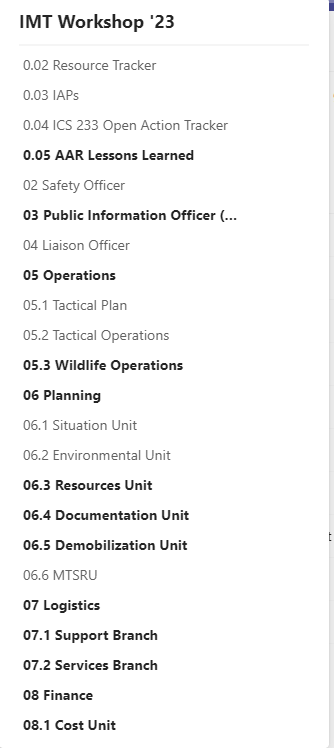 IMT Workshop '23
0.02 Resource Tracker
0.03 IAPs
0.04 ICS 233 Open Action Tracker
0.05 AAR Lessons Learned
02 Safety Officer
03 Public Information Officer (...
04 Liaison Officer
05 Operations
05.1 Tactical Plan
05.2 Tactical Operations
05.3 Wildlife Operations
06 Planning
06.1 Situation Unit
06.2 Environmental Unit
06.3 Resources Unit
06.4 Documentation Unit
06.5 Demobilization Unit
06.6 MTSRU
07 Logistics
07.1 Support Branch
07.2 Services Branch
08 Finance
08.1 Cost Unit